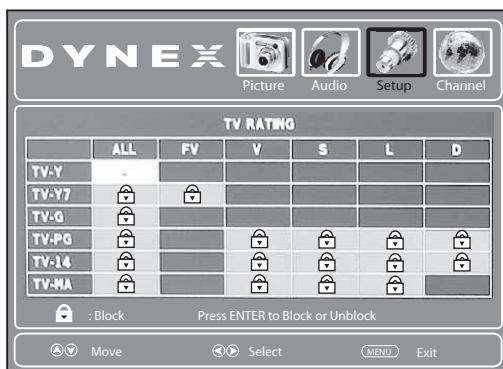 DYNEX
Picture Audio Setup Channel
TV RATING
ALL FV V S L D
TV-Y -
TV-Y7
TV-G
TV-PG
TV-14
TV-MA
: Block Press ENTER to Block or Unblock
Move Select MENU Exit